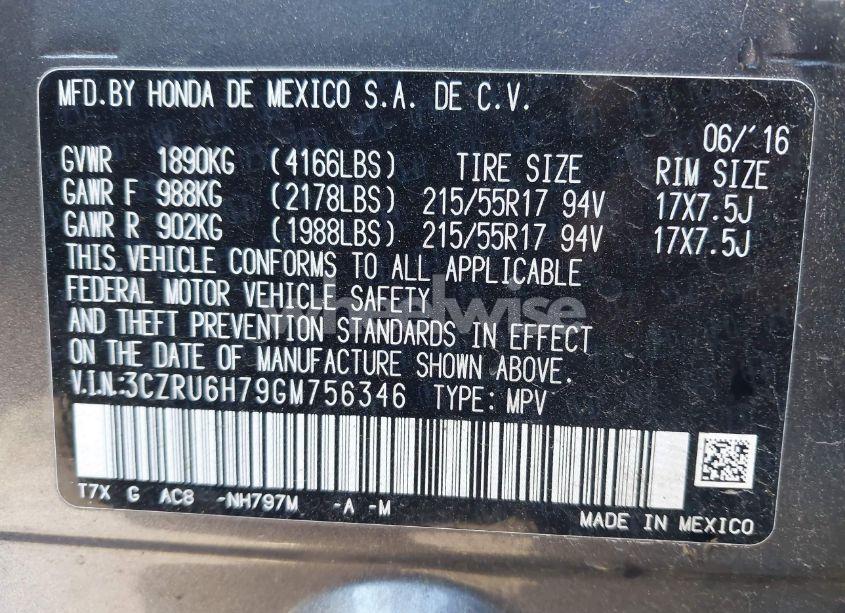 MFD.BY HONDA DE MEXICO S.A. DE C.V.
06/'16
GVWR 1890KG (4166LBS) TIRE SIZE RIM SIZE
GAWR F 988KG (2178LBS) 215/55R17 94V 17X7.5J
GAWR R 902KG (1988LBS) 215/55R17 94V 17X7.5J
THIS VEHICLE CONFORMS TO ALL APPLICABLE
FEDERAL MOTOR VEHICLE SAFETY
AND THEFT PREVENTION STANDARDS IN EFFECT
ON THE DATE OF MANUFACTURE SHOWN ABOVE.
V.I.N.:3CZRU6H79GM756346 TYPE: MPV
T7X G AC8 -NH797M -A -M
MADE IN MEXICO
wheelwise